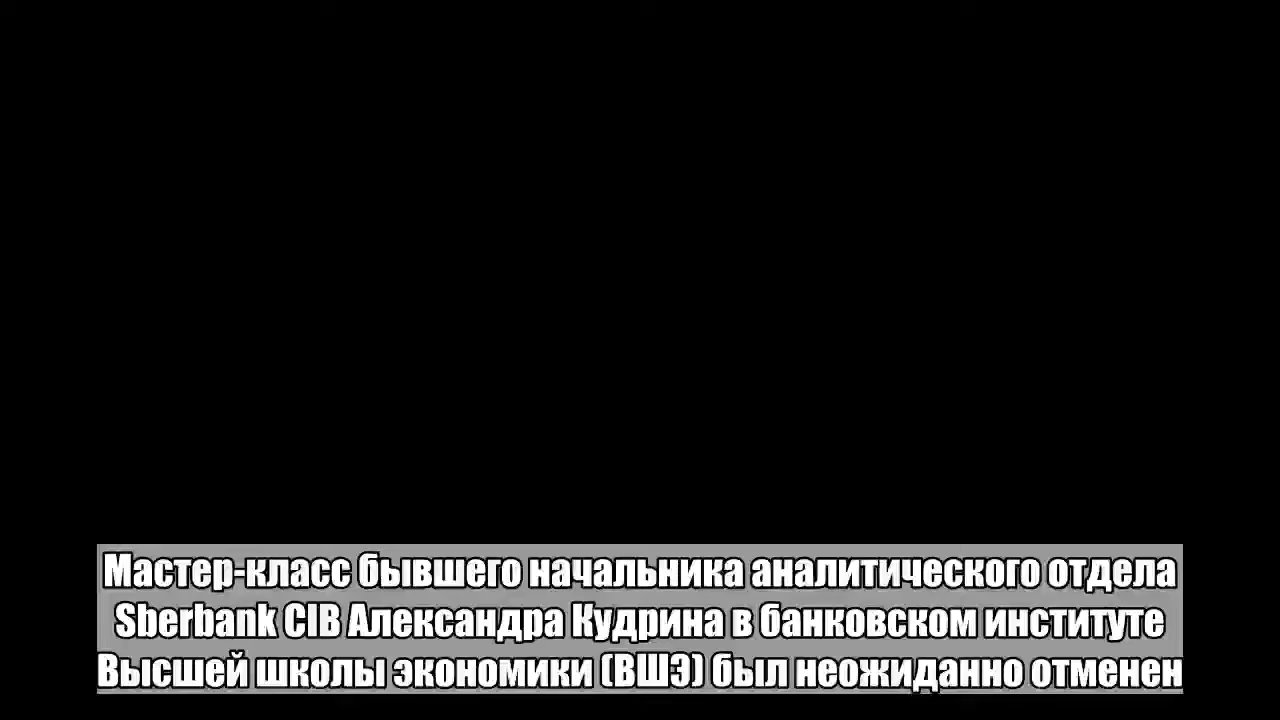 Мастер-класс бывшего начальника аналитического отдела
Sberbank CIB Александра Кудрина в банковском институте
Высшей школы экономики (ВШЭ) был неожиданно отменен